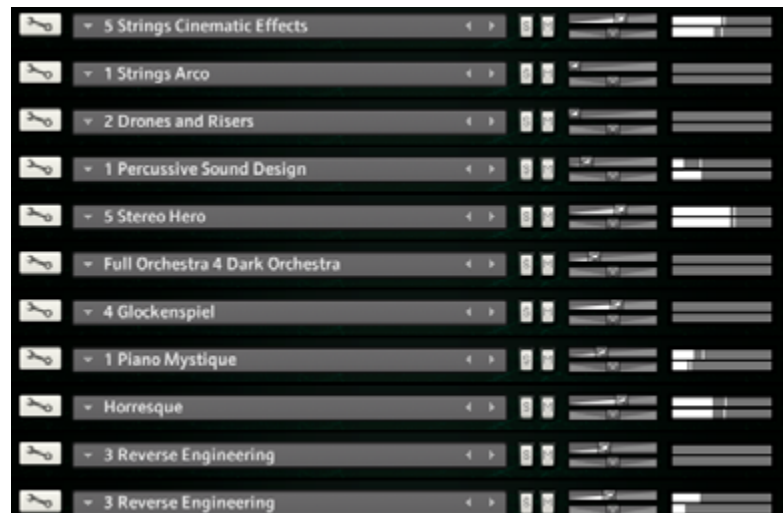 5 Strings Cinematic Effects S M
1 Strings Arco S M
2 Drones and Risers S M
1 Percussive Sound Design S M
5 Stereo Hero S M
Full Orchestra 4 Dark Orchestra S M
4 Glockenspiel S M
1 Piano Mystique S M
Horresque S M
3 Reverse Engineering S M
3 Reverse Engineering S M